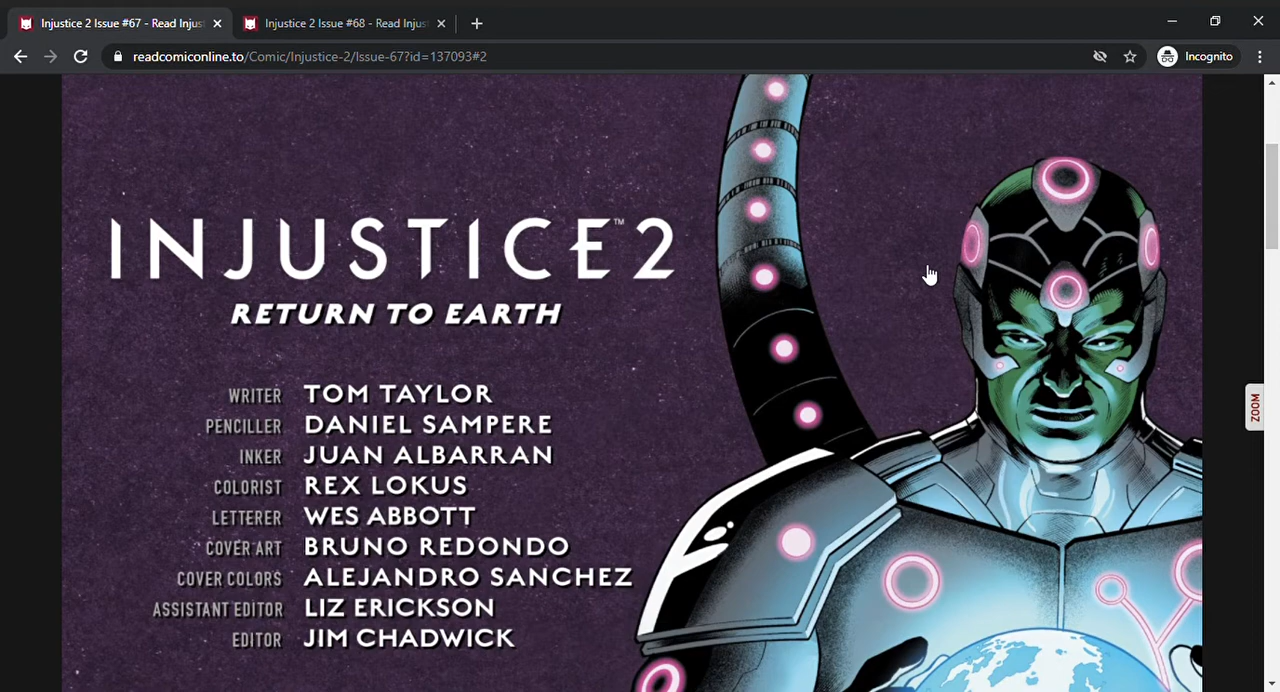 Injustice 2 Issue #67 - Read Injus
Injustice 2 Issue #68 - Read Injus
readcomiconline.to/Comic/Injustice-2/Issue-67?id=137093#2
Incognito
INJUSTICE™2
RETURN TO EARTH
WRITER TOM TAYLOR
PENCILLER DANIEL SAMPERE
INKER JUAN ALBARRAN
COLORIST REX LOKUS
LETTERER WES ABBOTT
COVER ART BRUNO REDONDO
COVER COLORS ALEJANDRO SANCHEZ
ASSISTANT EDITOR LIZ ERICKSON
EDITOR JIM CHADWICK
ZOOM